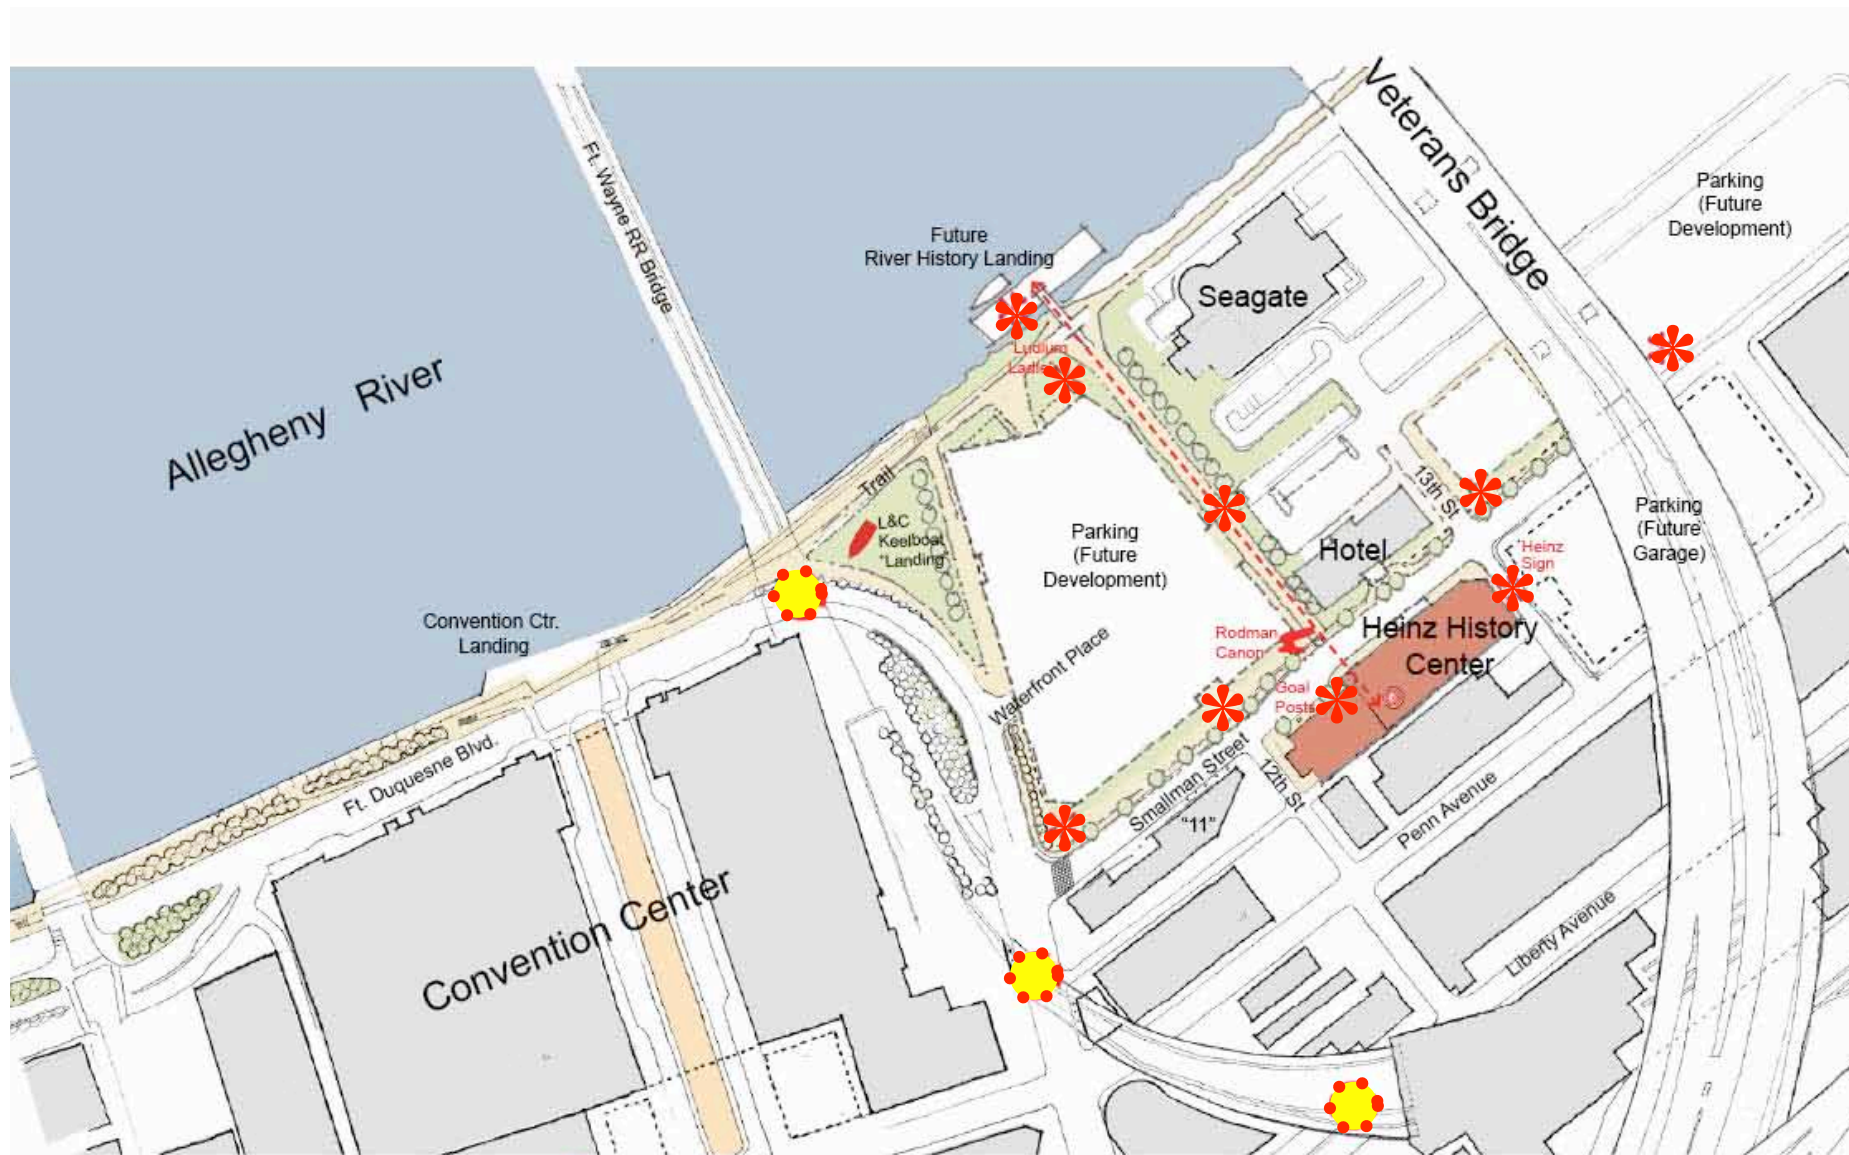 Veterans Bridge
Ft. Wayne RR Bridge
Parking
(Future
Development)
Future
River History Landing
Seagate
Ludlum
Allegheny River
Trail
13th St
L&C
Keelboat
"Landing"
Parking
(Future
Development)
Hotel
Parking
(Future
Garage)
"Heinz
Sign
Convention Ctr.
Landing
Heinz History
Center
Rodman
Canon
Waterfront Place
Goal
Posts
Ft. Duquesne Blvd.
Smallman Street
12th St
"11"
Penn Avenue
Convention Center
Liberty Avenue